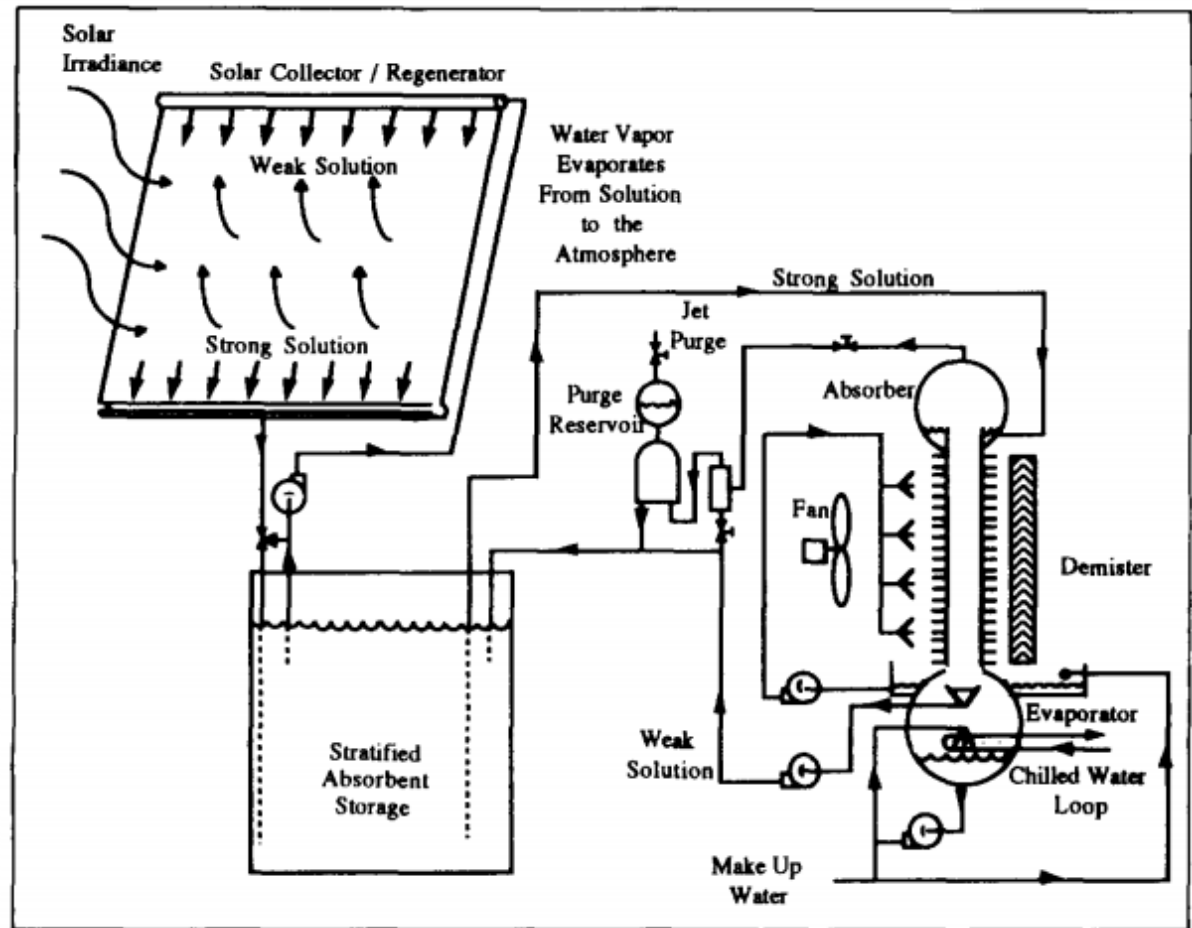 Solar
Irradiance
Solar Collector / Regenerator
Weak Solution
Water Vapor
Evaporates
From Solution
to the
Atmosphere
Strong Solution
Strong Solution
Jet
Purge
Purge
Reservoir
Absorber
Fan
Demister
Evaporator
Weak
Solution
Chilled Water
Loop
Stratified
Absorbent
Storage
Make Up
Water